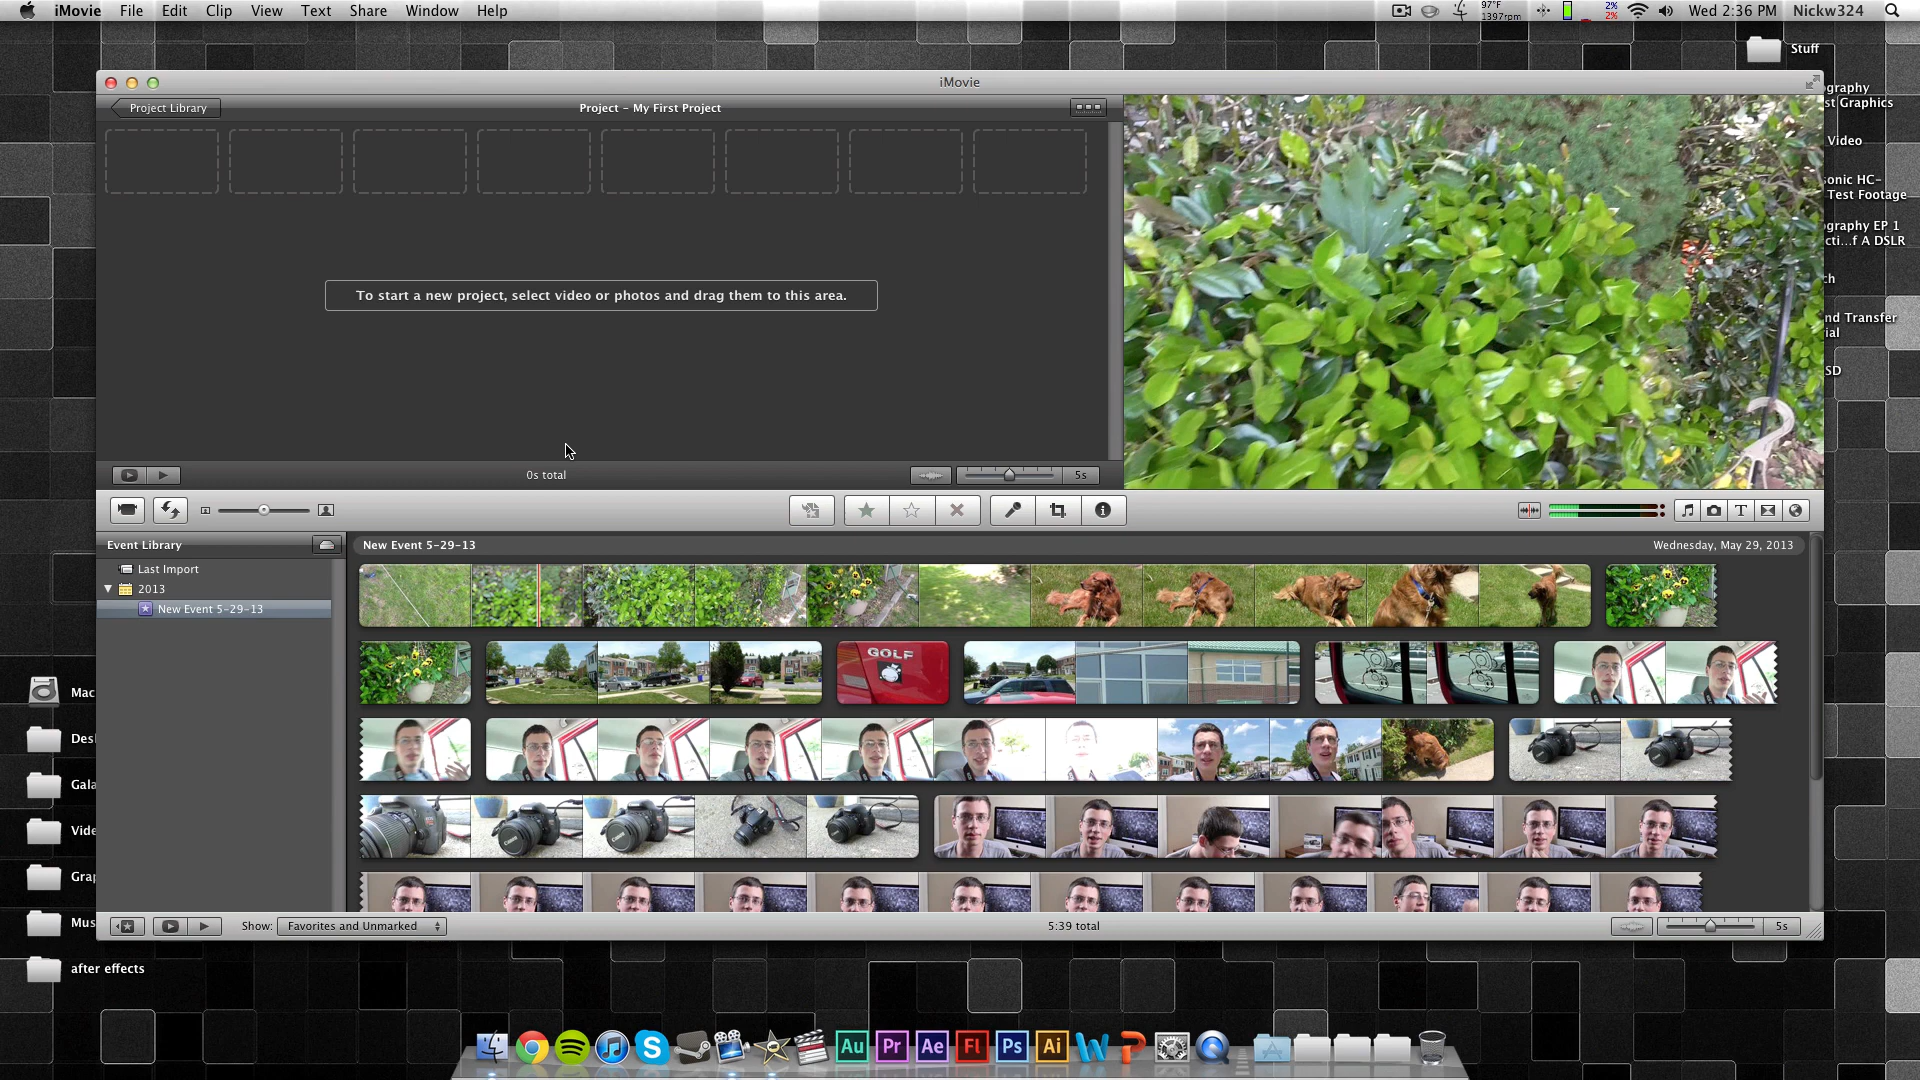 iMovie File Edit Clip View Text Share Window Help
97°F
1397rpm
2%
2%
Wed 2:36 PM Nickw324
Stuff
iMovie
Project Library
Project - My First Project
graphy
st Graphics
Video
sonic HC-
Test Footage
graphy EP 1
cti...f A DSLR
ch
nd Transfer
ial
SD
To start a new project, select video or photos and drag them to this area.
0s total
5s
T
Event Library
New Event 5-29-13
Wednesday, May 29, 2013
Last Import
2013
New Event 5-29-13
GOLF
Mac
Desl
Gala
Vide
Grap
Mus
after effects
Show: Favorites and Unmarked
5:39 total
5s
Au Pr Ae Fl Ps Ai